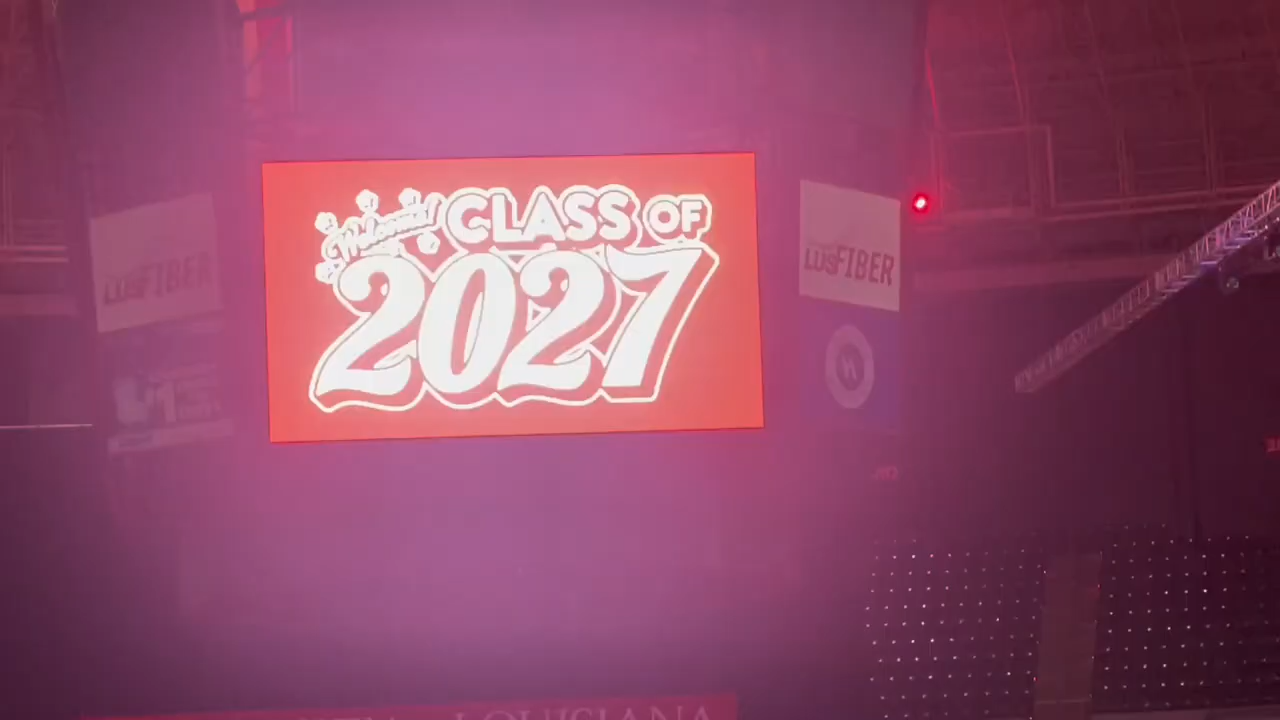 Welcome! CLASS OF
2027
LUSFIBER
LUSFIBER
LOUISIANA